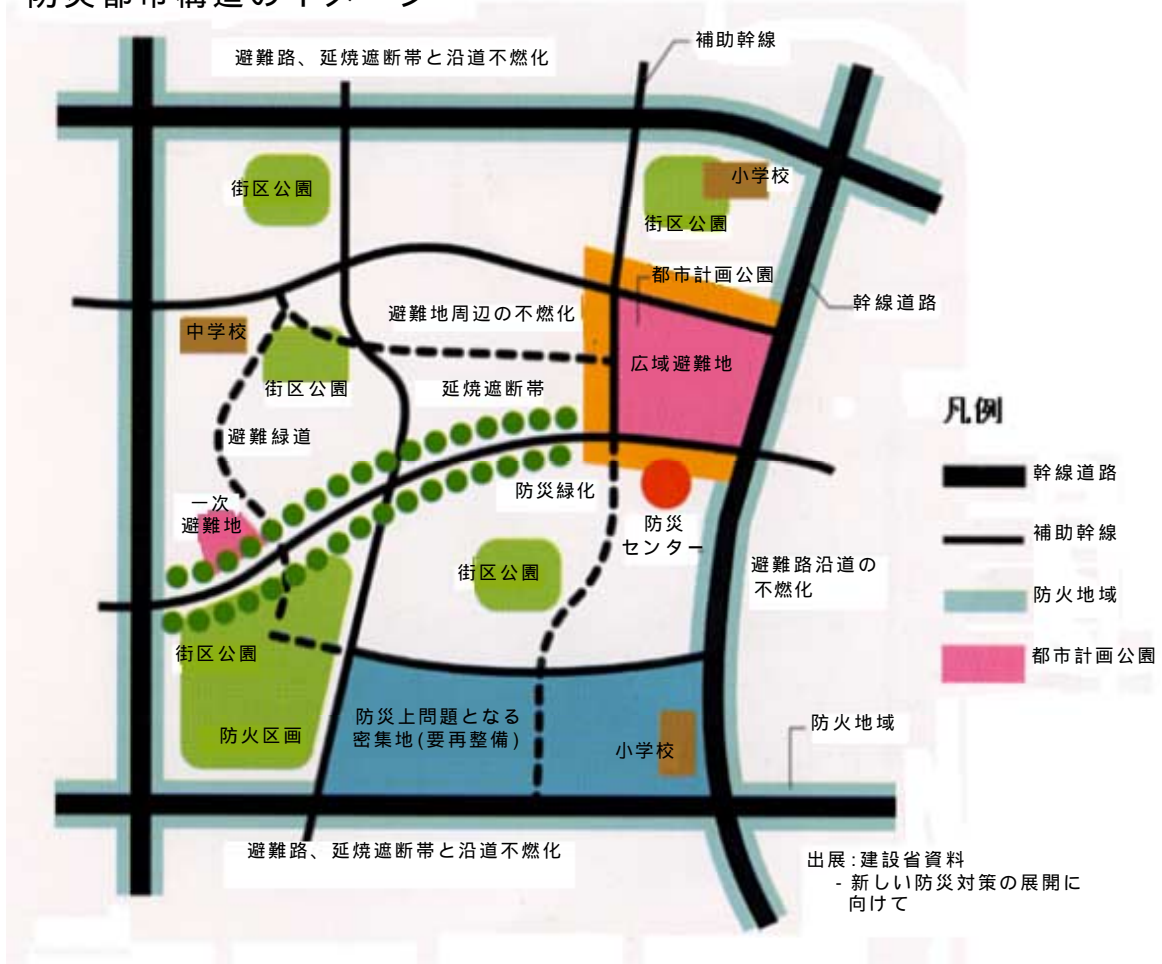 防災都市構造のイメージ
補助幹線
避難路、延焼遮断帯と沿道不燃化
小学校
街区公園
街区公園
都市計画公園
幹線道路
避難地周辺の不燃化
中学校
広域避難地
街区公園
延焼遮断帯
凡例
避難緑道
幹線道路
防災緑化
一次
避難地
防災
センター
補助幹線
避難路沿道の
不燃化
街区公園
防火地域
街区公園
都市計画公園
防災上問題となる
密集地(要再整備)
防火区画
小学校
防火地域
避難路、延焼遮断帯と沿道不燃化
出展:建設省資料
- 新しい防災対策の展開に
向けて